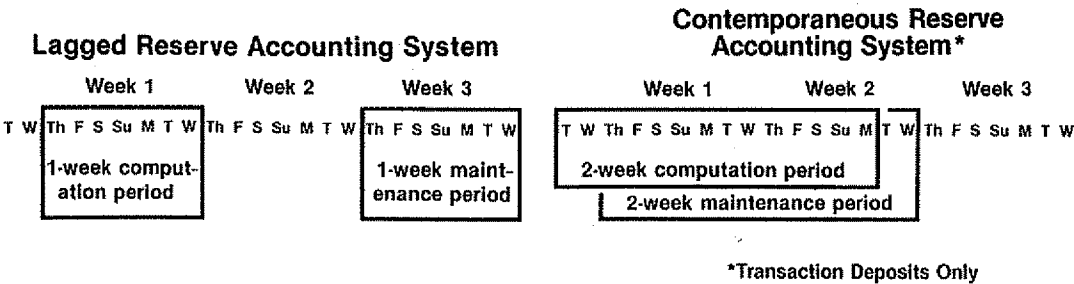 Lagged Reserve Accounting System
Week 1 Week 2 Week 3
T W Th F S Su M T W Th F S Su M T W Th F S Su M T W
1-week comput-
ation period
1-week maint-
enance period
Contemporaneous Reserve
Accounting System*
Week 1 Week 2 Week 3
T W Th F S Su M T W Th F S Su M T W Th F S Su M T W
2-week computation period
2-week maintenance period
*Transaction Deposits Only